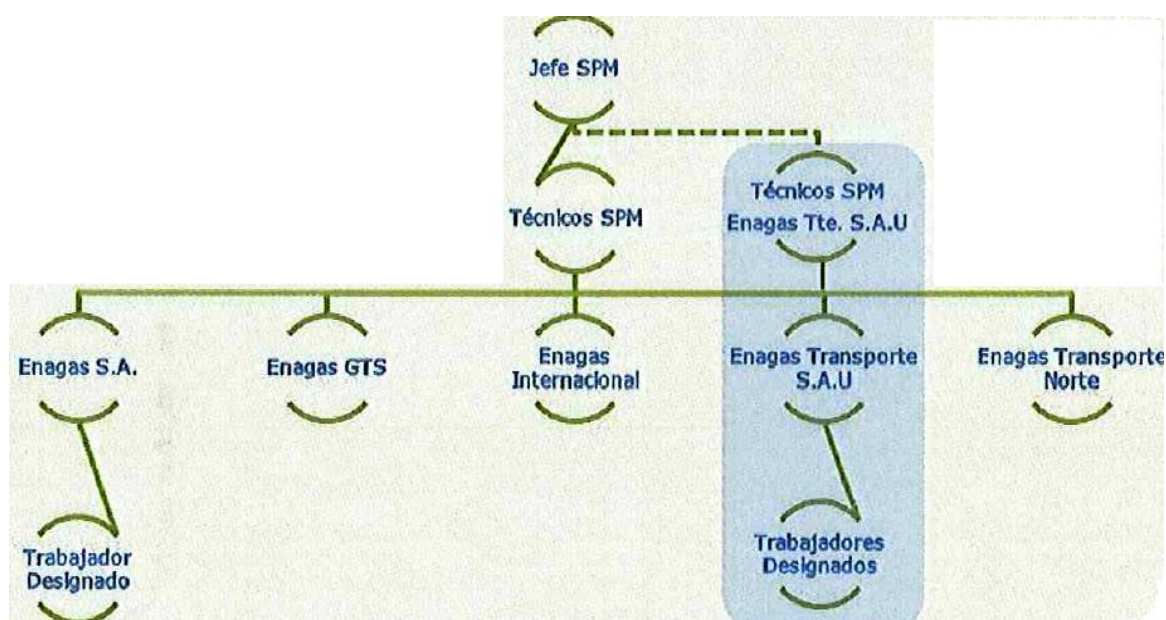 Jefe SPM
Técnicos SPM
Enagas Tte. S.A.U
Técnicos SPM
Enagas S.A.
Enagas GTS
Enagas
Internacional
Enagas Transporte
S.A.U
Enagas Transporte
Norte
Trabajador
Designado
Trabajadores
Designados